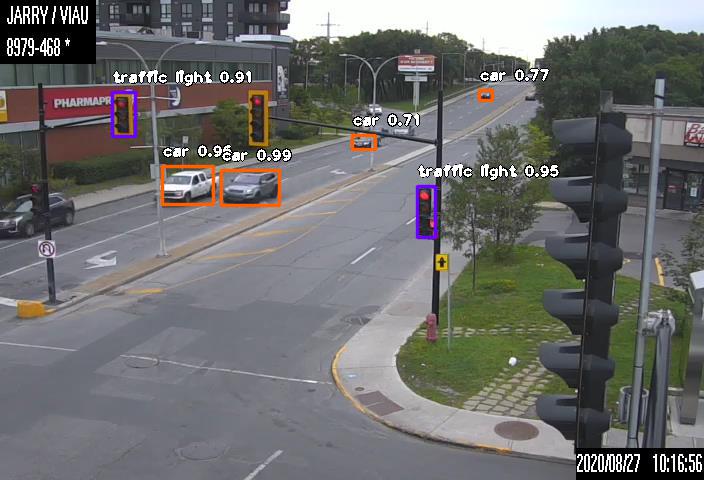 JARRY / VIAU
8979-468 *
traffic light 0.91
car 0.77
car 0.71
PHARMAPR
car 0.96
car 0.99
traffic light 0.95
2020/08/27 10:16:56